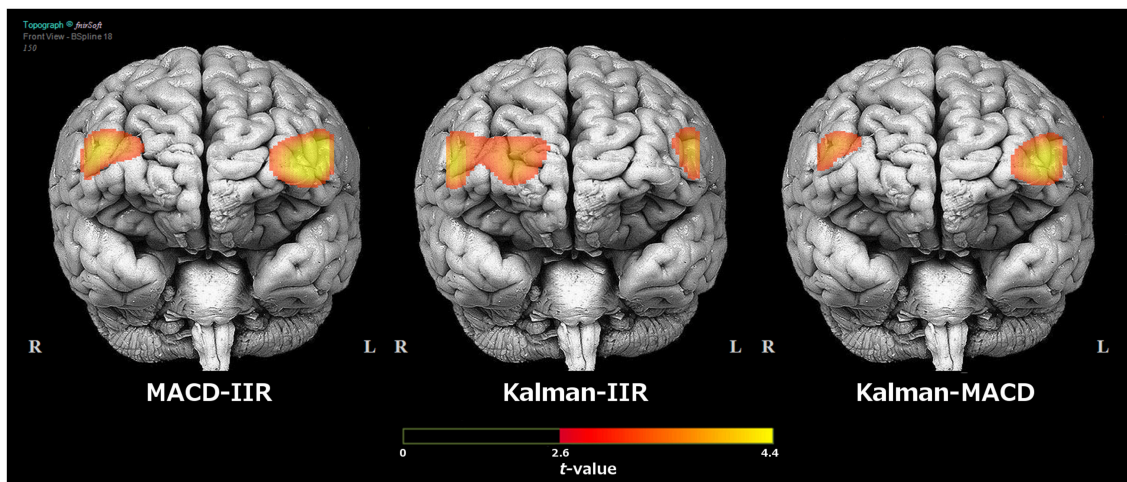 Topograph ® fnirSoft
Front View - BSpline 18
150
R L R L R L
MACD-IIR Kalman-IIR Kalman-MACD
0 2.6 4.4
t-value